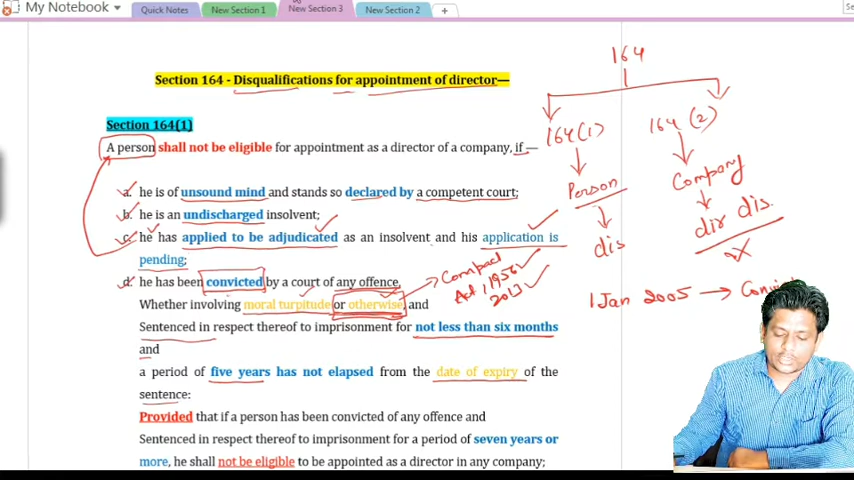 My Notebook
Quick Notes
New Section 1
New Section 3
New Section 2
+
Section 164 - Disqualifications for appointment of director—
Section 164(1)
A person shall not be eligible for appointment as a director of a company, if —
a. he is of unsound mind and stands so declared by a competent court;
b. he is an undischarged insolvent;
c. he has applied to be adjudicated as an insolvent and his application is
pending;
d. he has been convicted by a court of any offence,
Whether involving moral turpitude or otherwise, and
Sentenced in respect thereof to imprisonment for not less than six months
and
a period of five years has not elapsed from the date of expiry of the
sentence:
Provided that if a person has been convicted of any offence and
Sentenced in respect thereof to imprisonment for a period of seven years or
more, he shall not be eligible to be appointed as a director in any company;
164
164(1)
164 (2)
Person
dis
Company
dir dis.
Act, 1956
2013
1 Jan 2005 →